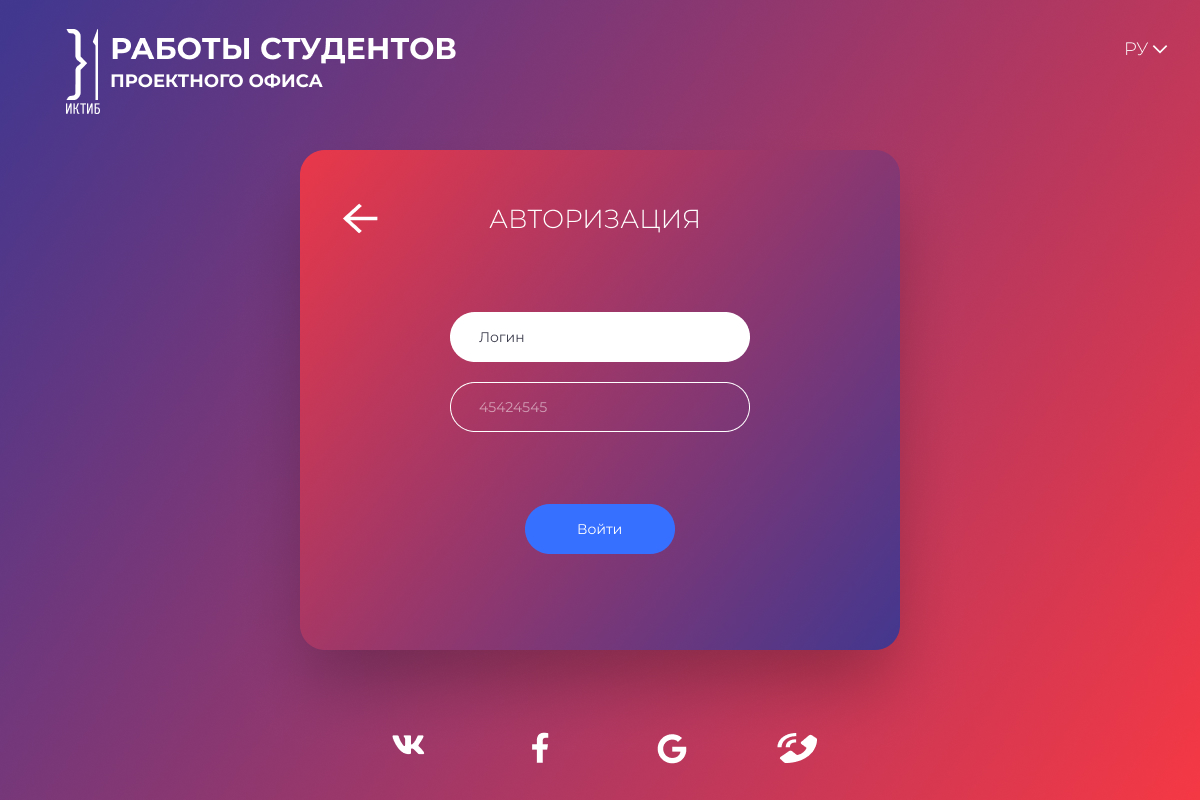 РАБОТЫ СТУДЕНТОВ
ПРОЕКТНОГО ОФИСА
ИКТИБ
РУ
АВТОРИЗАЦИЯ
Логин
45424545
Войти